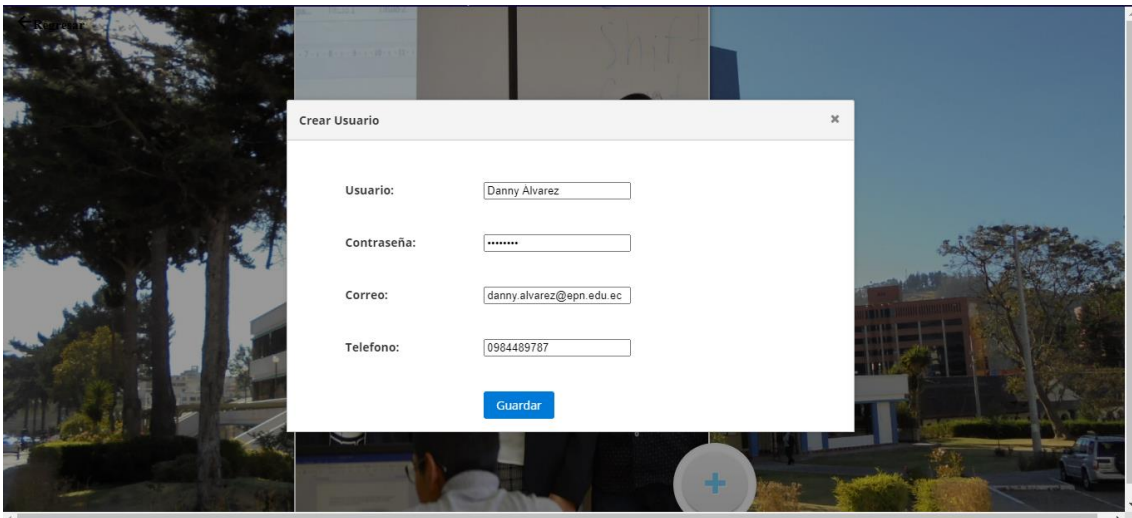 Regresar
Crear Usuario
Usuario: Danny Alvarez
Contraseña: ••••••••
Correo: danny.alvarez@epn.edu.ec
Telefono: 0984489787
Guardar